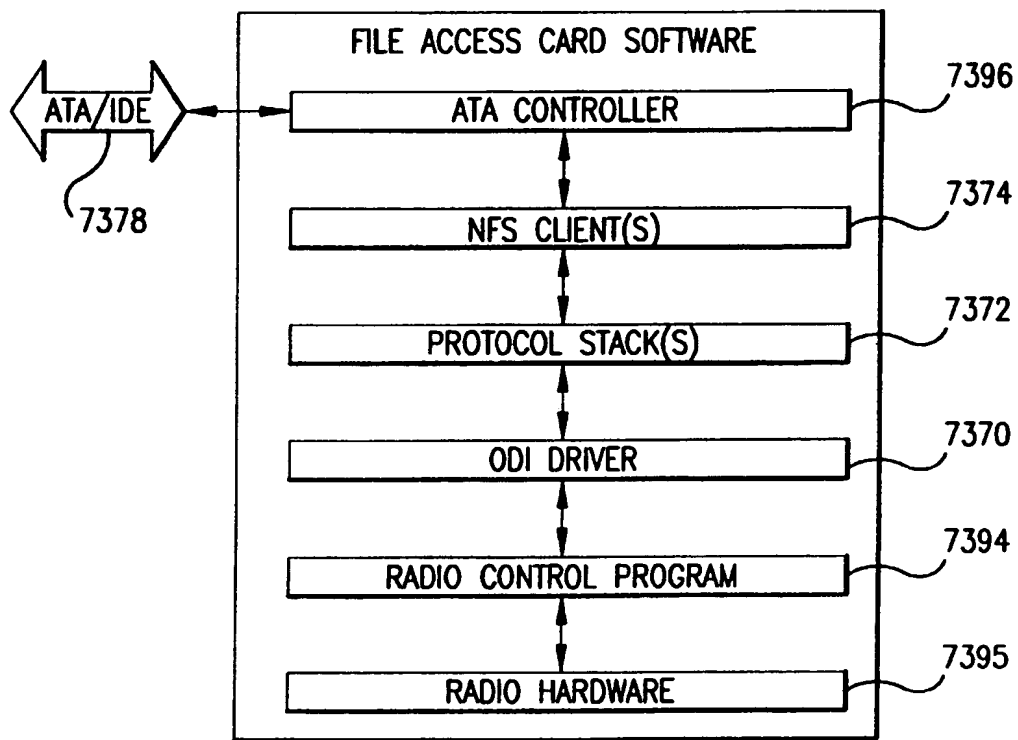 FILE ACCESS CARD SOFTWARE
ATA/IDE
7378
ATA CONTROLLER
7396
NFS CLIENT(S)
7374
PROTOCOL STACK(S)
7372
ODI DRIVER
7370
RADIO CONTROL PROGRAM
7394
RADIO HARDWARE
7395